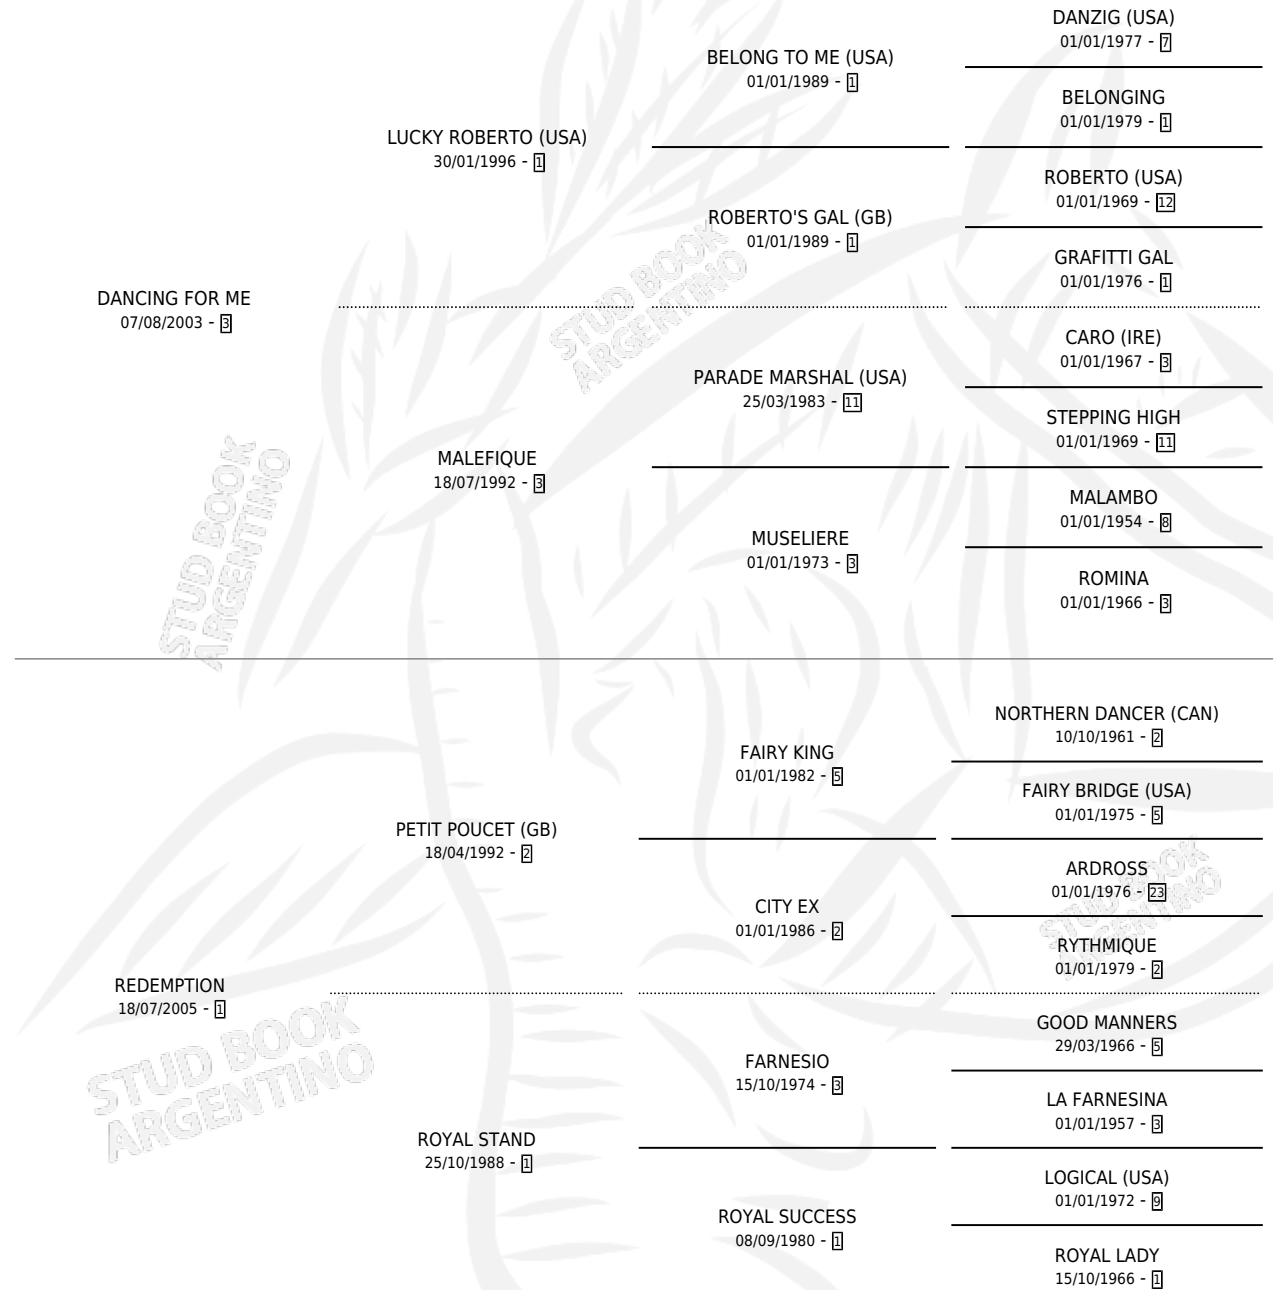 DANZIG (USA)
01/01/1977 - 7
BELONG TO ME (USA)
01/01/1989 - 1
BELONGING
01/01/1979 - 1
LUCKY ROBERTO (USA)
30/01/1996 - 1
ROBERTO (USA)
01/01/1969 - 12
ROBERTO'S GAL (GB)
01/01/1989 - 1
GRAFITTI GAL
01/01/1976 - 1
DANCING FOR ME
07/08/2003 - 3
STUD BOOK
ARGENTINO
CARO (IRE)
01/01/1967 - 3
PARADE MARSHAL (USA)
25/03/1983 - 11
STEPPING HIGH
01/01/1969 - 11
MALEFIQUE
18/07/1992 - 3
MALAMBO
01/01/1954 - 8
MUSELIERE
01/01/1973 - 3
ROMINA
01/01/1966 - 3
STUD BOOK
ARGENTINO
NORTHERN DANCER (CAN)
10/10/1961 - 2
FAIRY KING
01/01/1982 - 5
FAIRY BRIDGE (USA)
01/01/1975 - 5
PETIT POUCET (GB)
18/04/1992 - 2
ARDROSS
01/01/1976 - 23
CITY EX
01/01/1986 - 2
STUD BOOK
ARGENTINO
RYTHMIQUE
01/01/1979 - 2
REDEMPTION
18/07/2005 - 1
STUD BOOK
ARGENTINO
GOOD MANNERS
29/03/1966 - 5
FARNESIO
15/10/1974 - 3
LA FARNESINA
01/01/1957 - 3
ROYAL STAND
25/10/1988 - 1
LOGICAL (USA)
01/01/1972 - 9
ROYAL SUCCESS
08/09/1980 - 1
ROYAL LADY
15/10/1966 - 1